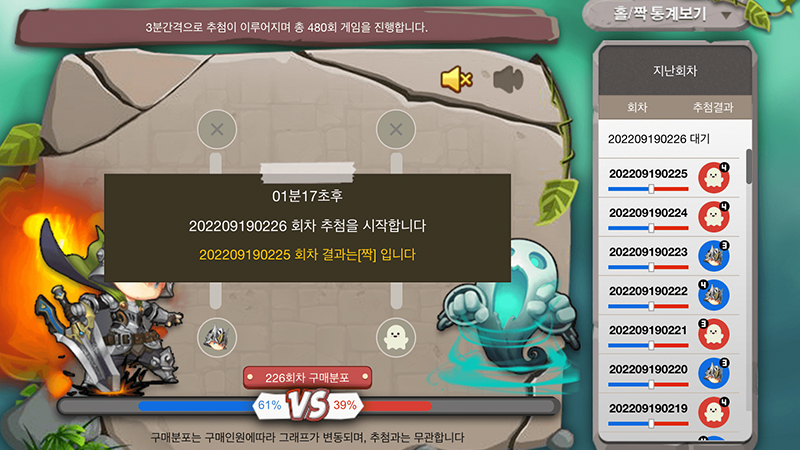 3분간격으로 추첨이 이루어지며 총 480회 게임을 진행합니다.
홀/짝 통계보기
지난회차
회차 추첨결과
202209190226 대기
202209190225 4
202209190224 4
202209190223 3
202209190222 4
202209190221 3
202209190220 3
202209190219 4
01분17초후
202209190226 회차 추첨을 시작합니다
202209190225 회차 결과는[짝] 입니다
226회차 구매분포
61% VS 39%
구매분포는 구매인원에따라 그래프가 변동되며, 추첨과는 무관합니다